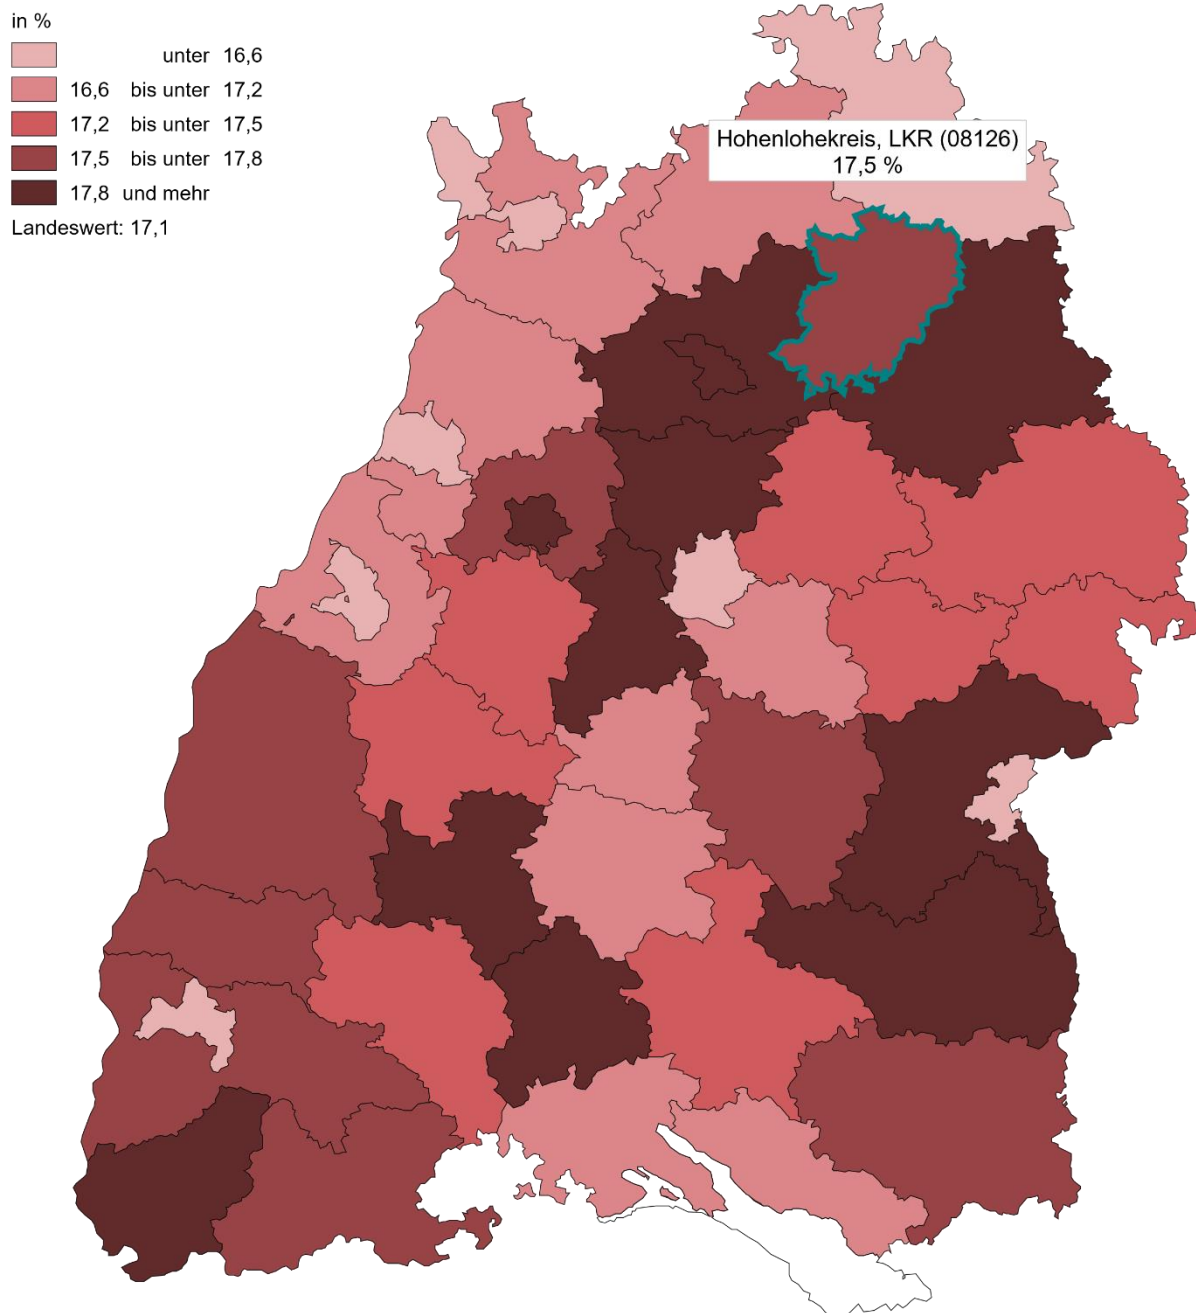 in %
unter 16,6
16,6 bis unter 17,2
17,2 bis unter 17,5
17,5 bis unter 17,8
17,8 und mehr
Landeswert: 17,1
Hohenlohekreis, LKR (08126)
17,5 %